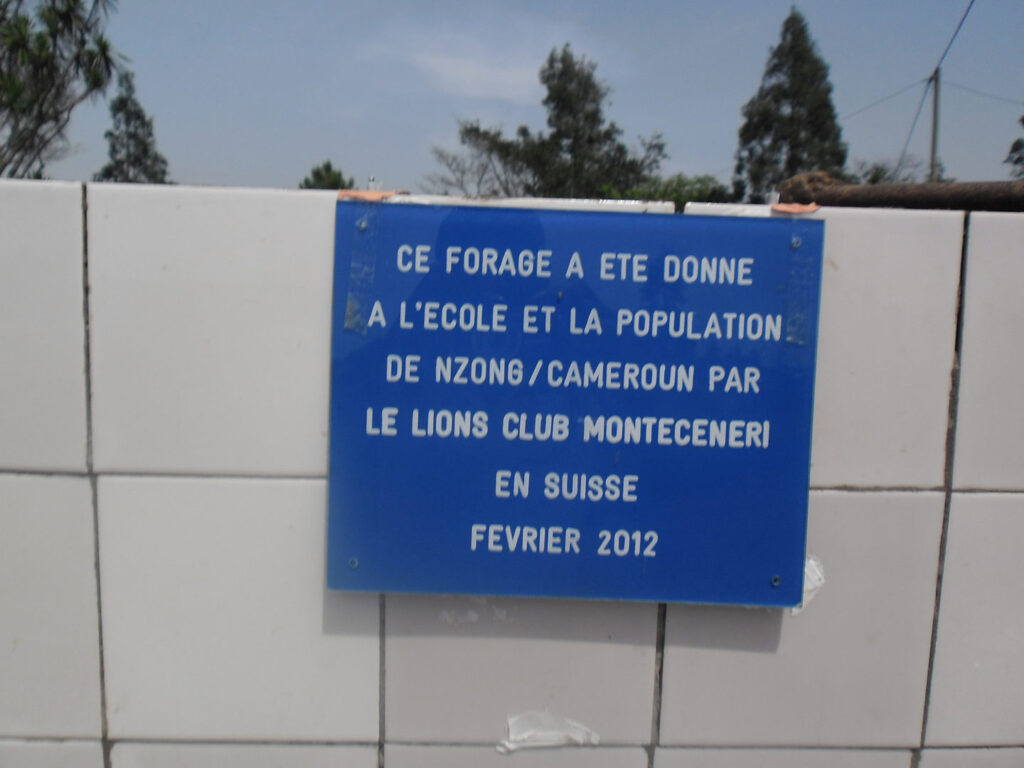 CE FORAGE A ETE DONNE
A L'ECOLE ET LA POPULATION
DE NZONG/CAMEROUN PAR
LE LIONS CLUB MONTECENERI
EN SUISSE
FEVRIER 2012